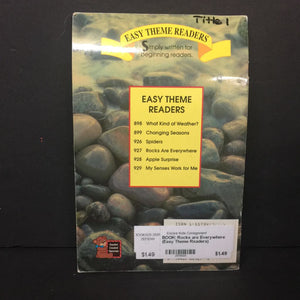 Title 1
EASY THEME READERS
Simply written for
beginning readers.
EASY THEME
READERS
898 What Kind of Weather?
899 Changing Seasons
926 Spiders
927 Rocks Are Everywhere
928 Apple Surprise
929 My Senses Work for Me
BOOK: Rocks are Everywhere
(Easy Theme Readers)
$1.49
$1.49